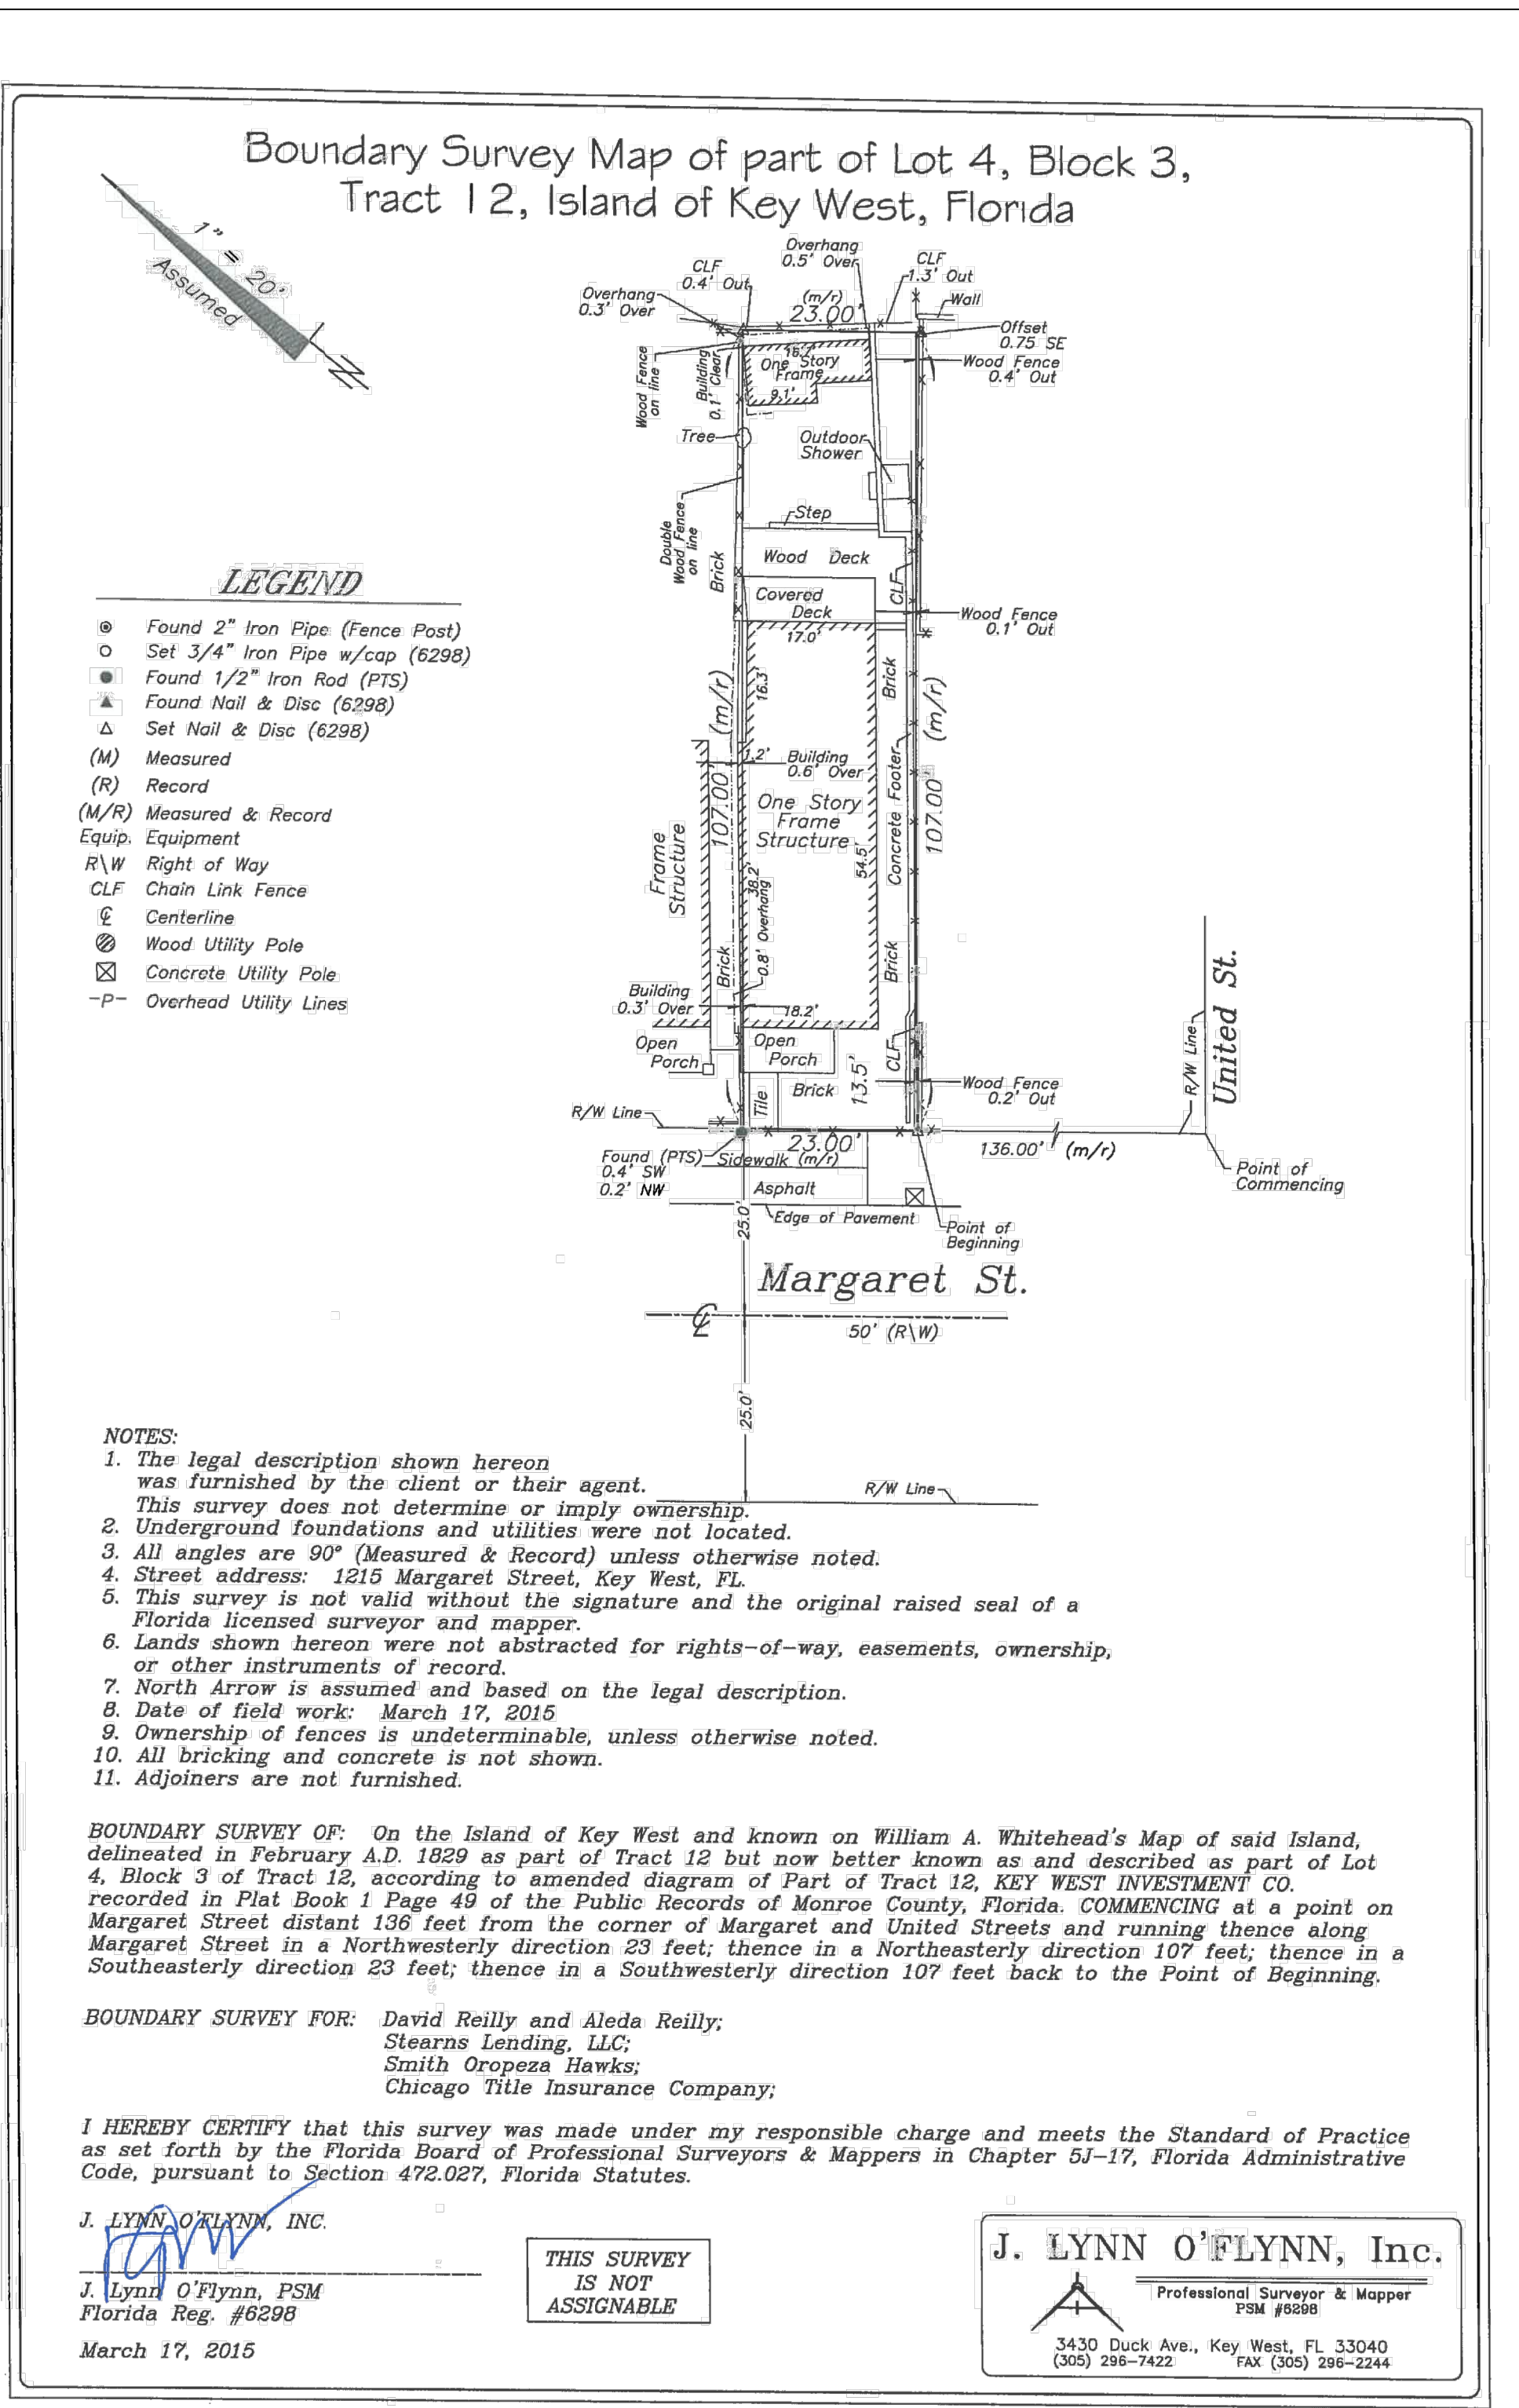 Boundary Survey Map of part of Lot 4, Block 3,
Tract 12, Island of Key West, Florida
1" = 20'
Assumed
N
Overhang
0.5' Over
CLF
0.4' Out
CLF
1.3' Out
Overhang
0.3' Over
(m/r)
23.00'
Wall
Offset
0.75 SE
Wood Fence
on line
Building
0.1' Clear
16.7'
One Story
Frame
9.1'
Wood Fence
0.4' Out
Tree
Outdoor
Shower
Double
Wood Fence
on line
Step
Brick
Wood Deck
Covered
Deck
CLF
Wood Fence
0.1' Out
17.0'
16.3'
Brick
107.00' (m/r)
107.00' (m/r)
1.2'
Building
0.6' Over
One Story
Frame
Structure
Concrete Footer
Frame
Structure
38.2'
54.5'
0.8' Overhang
Brick
Brick
Building
0.3' Over
18.2'
Open
Porch
Open
Porch
CLF
13.5'
Tile
Brick
Wood Fence
0.2' Out
R/W Line
R/W Line
United St.
23.00'
136.00' (m/r)
Found (PTS)
0.4' SW
0.2' NW
Sidewalk (m/r)
Asphalt
Point of
Commencing
25.0'
Edge of Pavement
Point of
Beginning
Margaret St.
℄
50' (R\W)
25.0'
R/W Line
LEGEND
Found 2" Iron Pipe (Fence Post)
Set 3/4" Iron Pipe w/cap (6298)
Found 1/2" Iron Rod (PTS)
Found Nail & Disc (6298)
Set Nail & Disc (6298)
(M) Measured
(R) Record
(M/R) Measured & Record
Equip. Equipment
R\W Right of Way
CLF Chain Link Fence
℄ Centerline
Wood Utility Pole
Concrete Utility Pole
-P- Overhead Utility Lines
NOTES:
1. The legal description shown hereon
was furnished by the client or their agent.
This survey does not determine or imply ownership.
2. Underground foundations and utilities were not located.
3. All angles are 90° (Measured & Record) unless otherwise noted.
4. Street address: 1215 Margaret Street, Key West, FL.
5. This survey is not valid without the signature and the original raised seal of a
Florida licensed surveyor and mapper.
6. Lands shown hereon were not abstracted for rights-of-way, easements, ownership,
or other instruments of record.
7. North Arrow is assumed and based on the legal description.
8. Date of field work: March 17, 2015
9. Ownership of fences is undeterminable, unless otherwise noted.
10. All bricking and concrete is not shown.
11. Adjoiners are not furnished.
BOUNDARY SURVEY OF: On the Island of Key West and known on William A. Whitehead's Map of said Island,
delineated in February A.D. 1829 as part of Tract 12 but now better known as and described as part of Lot
4, Block 3 of Tract 12, according to amended diagram of Part of Tract 12, KEY WEST INVESTMENT CO.
recorded in Plat Book 1 Page 49 of the Public Records of Monroe County, Florida. COMMENCING at a point on
Margaret Street distant 136 feet from the corner of Margaret and United Streets and running thence along
Margaret Street in a Northwesterly direction 23 feet; thence in a Northeasterly direction 107 feet; thence in a
Southeasterly direction 23 feet; thence in a Southwesterly direction 107 feet back to the Point of Beginning.
BOUNDARY SURVEY FOR: David Reilly and Aleda Reilly;
Stearns Lending, LLC;
Smith Oropeza Hawks;
Chicago Title Insurance Company;
I HEREBY CERTIFY that this survey was made under my responsible charge and meets the Standard of Practice
as set forth by the Florida Board of Professional Surveyors & Mappers in Chapter 5J-17, Florida Administrative
Code, pursuant to Section 472.027, Florida Statutes.
J. LYNN O'FLYNN, INC.
J. Lynn O'Flynn, PSM
Florida Reg. #6298
March 17, 2015
THIS SURVEY
IS NOT
ASSIGNABLE
J. LYNN O'FLYNN, Inc.
Professional Surveyor & Mapper
PSM #6298
3430 Duck Ave., Key West, FL 33040
(305) 296-7422 FAX (305) 296-2244